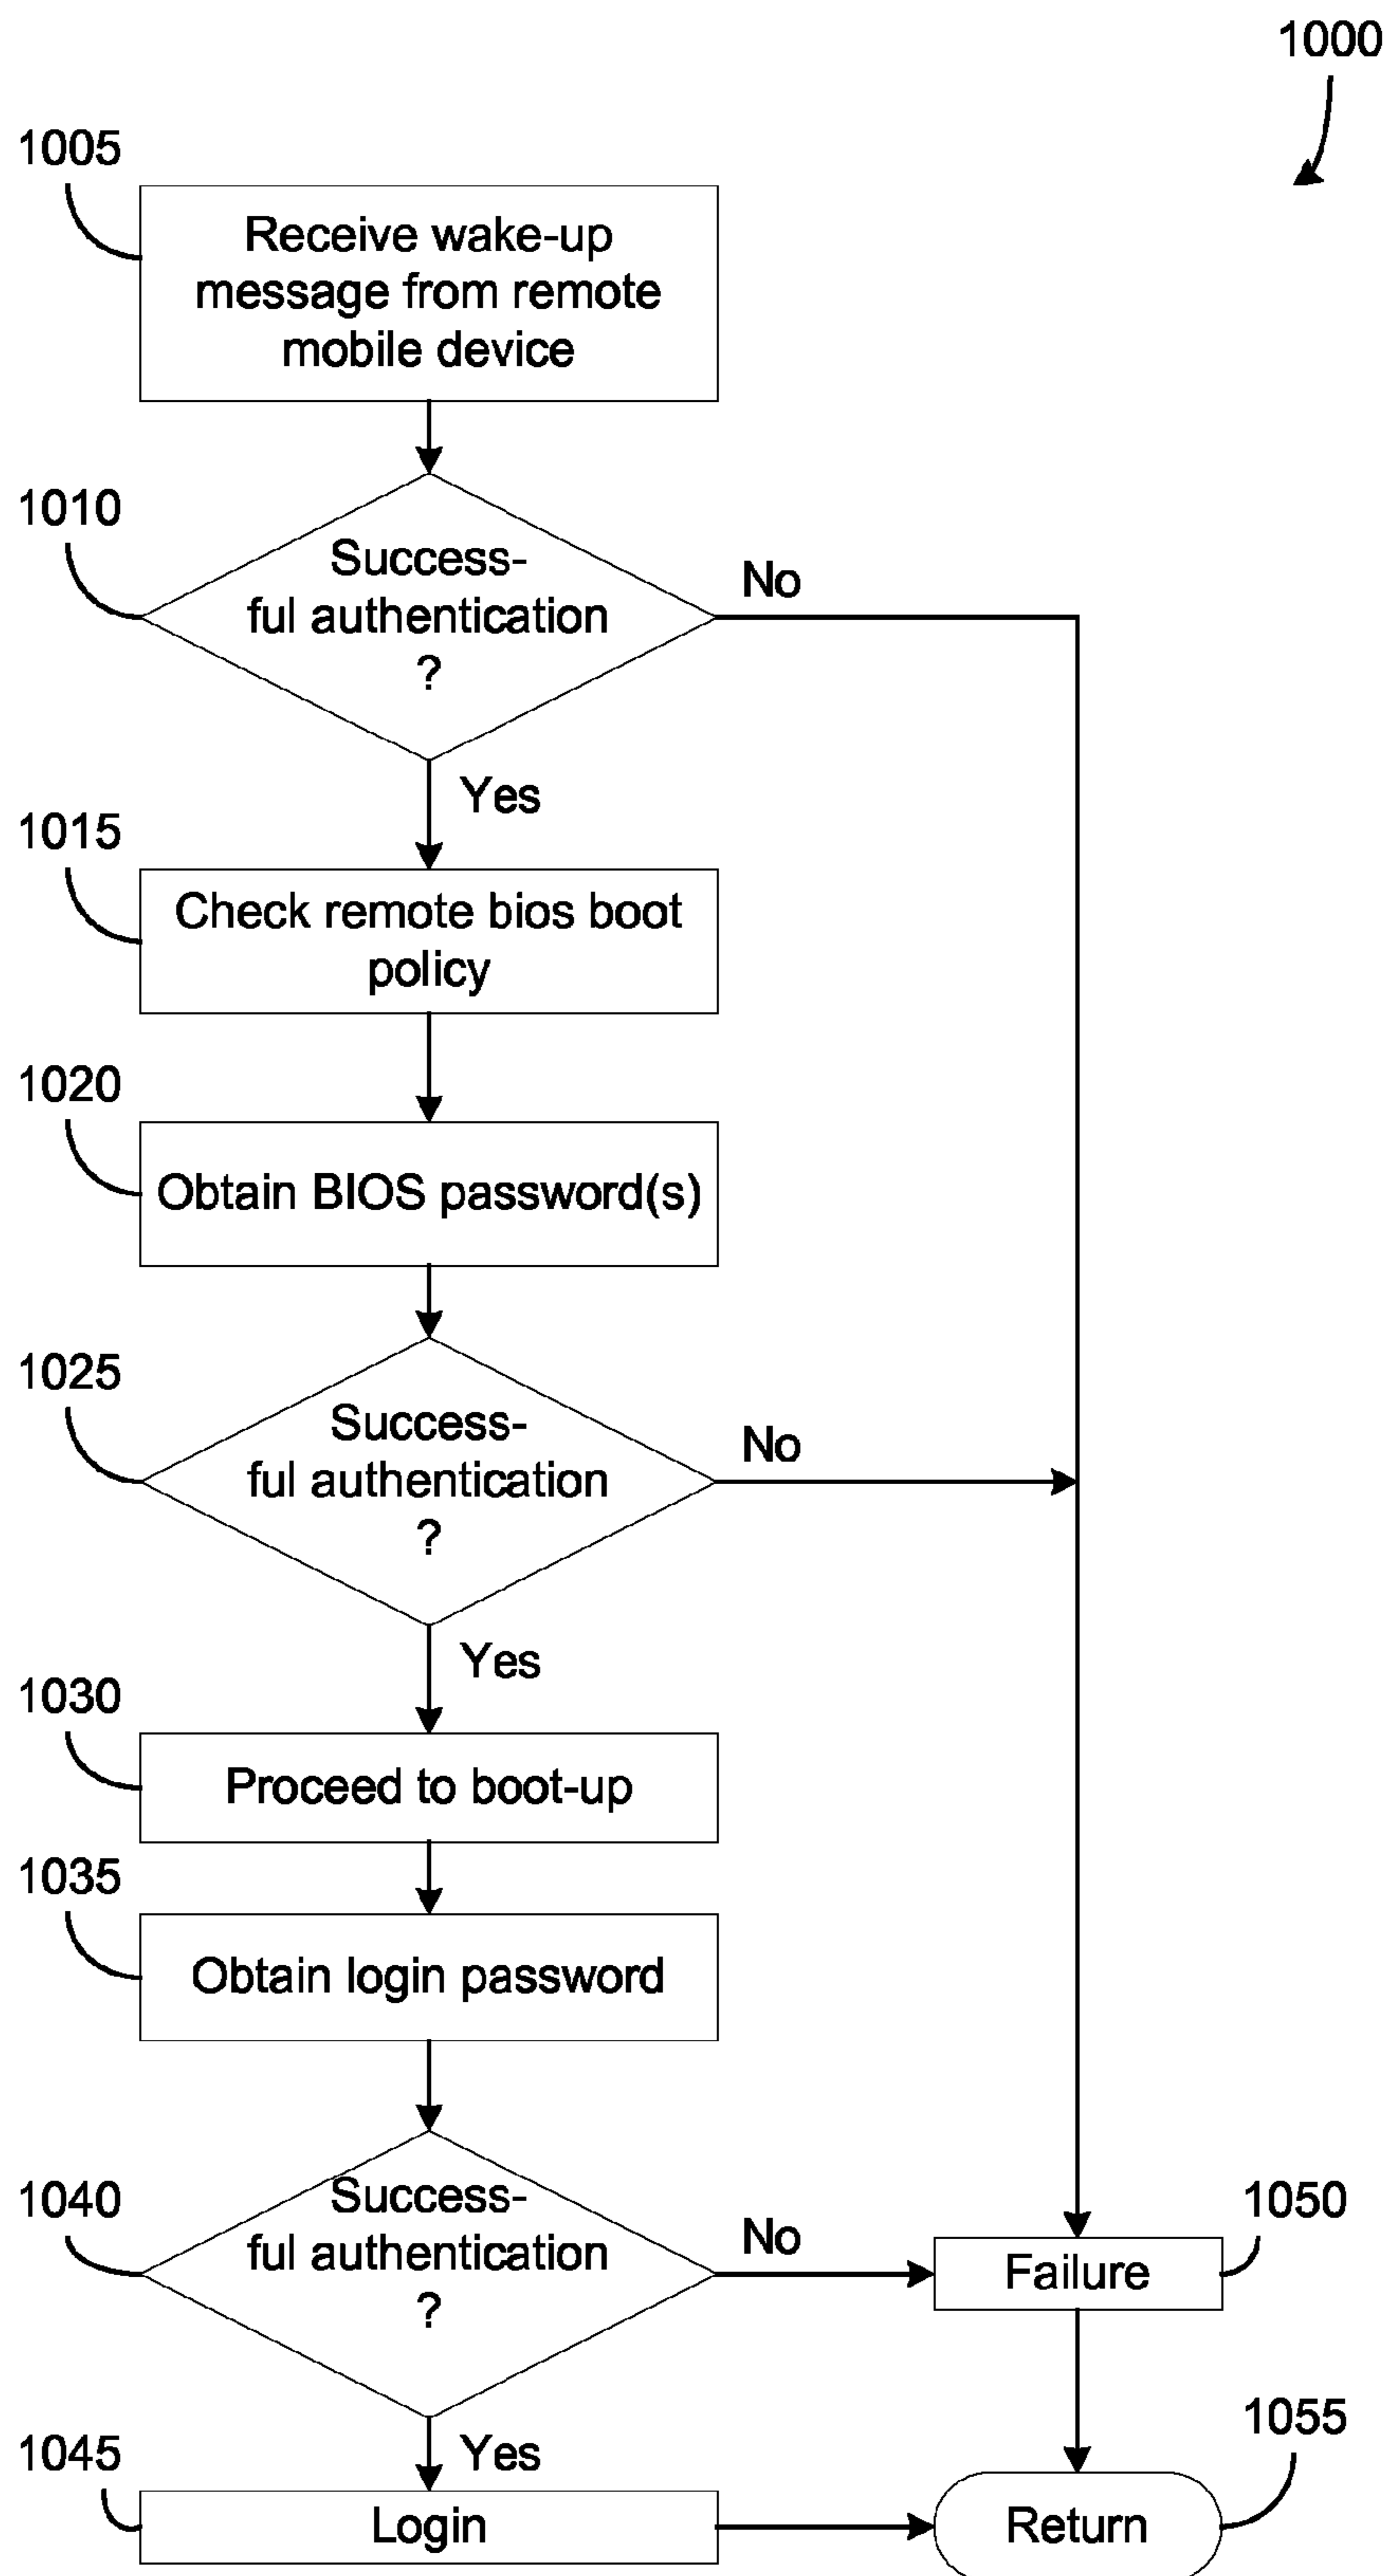 1000
1005
Receive wake-up
message from remote
mobile device
1010
Success-
ful authentication
?
No
Yes
1015
Check remote bios boot
policy
1020
Obtain BIOS password(s)
1025
Success-
ful authentication
?
No
Yes
1030
Proceed to boot-up
1035
Obtain login password
1040
Success-
ful authentication
?
No
1050
Failure
Yes
1045
Login
1055
Return